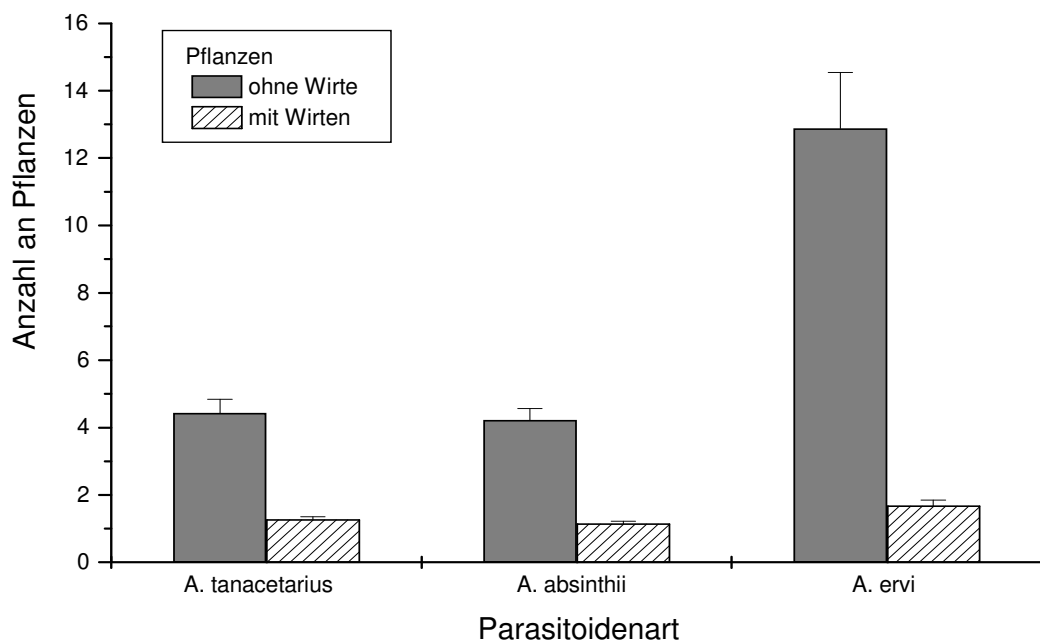 Anzahl an Pflanzen
16
14
12
10
8
6
4
2
0
Pflanzen
ohne Wirte
mit Wirten
A. tanacetarius
A. absinthii
A. ervi
Parasitoidenart